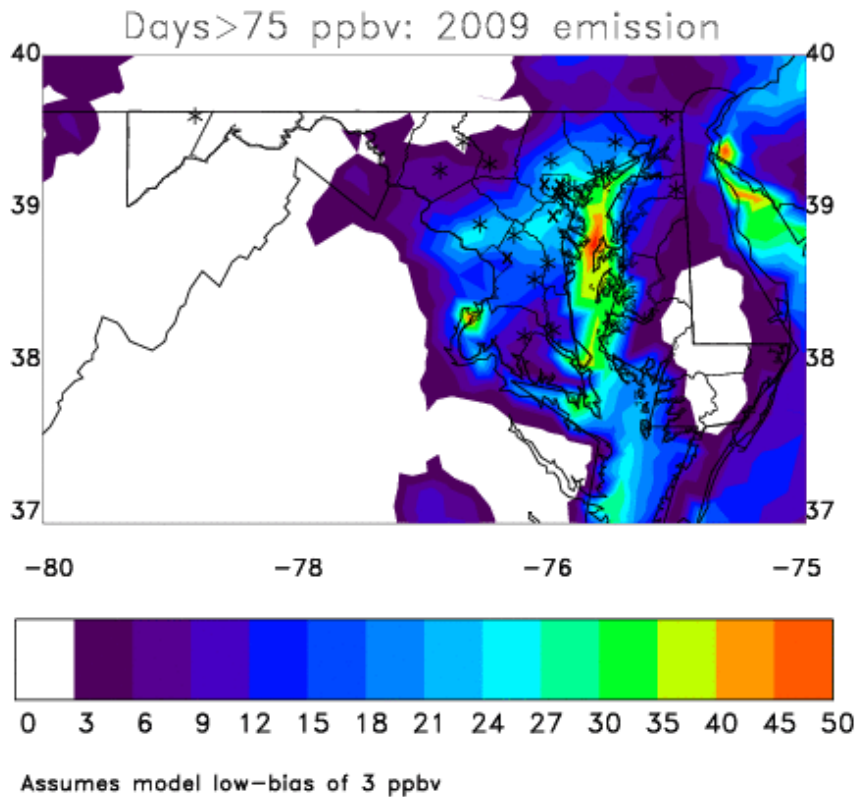 Days>75 ppbv: 2009 emission
40 40
39 39
38 38
37 37
-80 -78 -76 -75
0 3 6 9 12 15 18 21 24 27 30 35 40 45 50
Assumes model low-bias of 3 ppbv